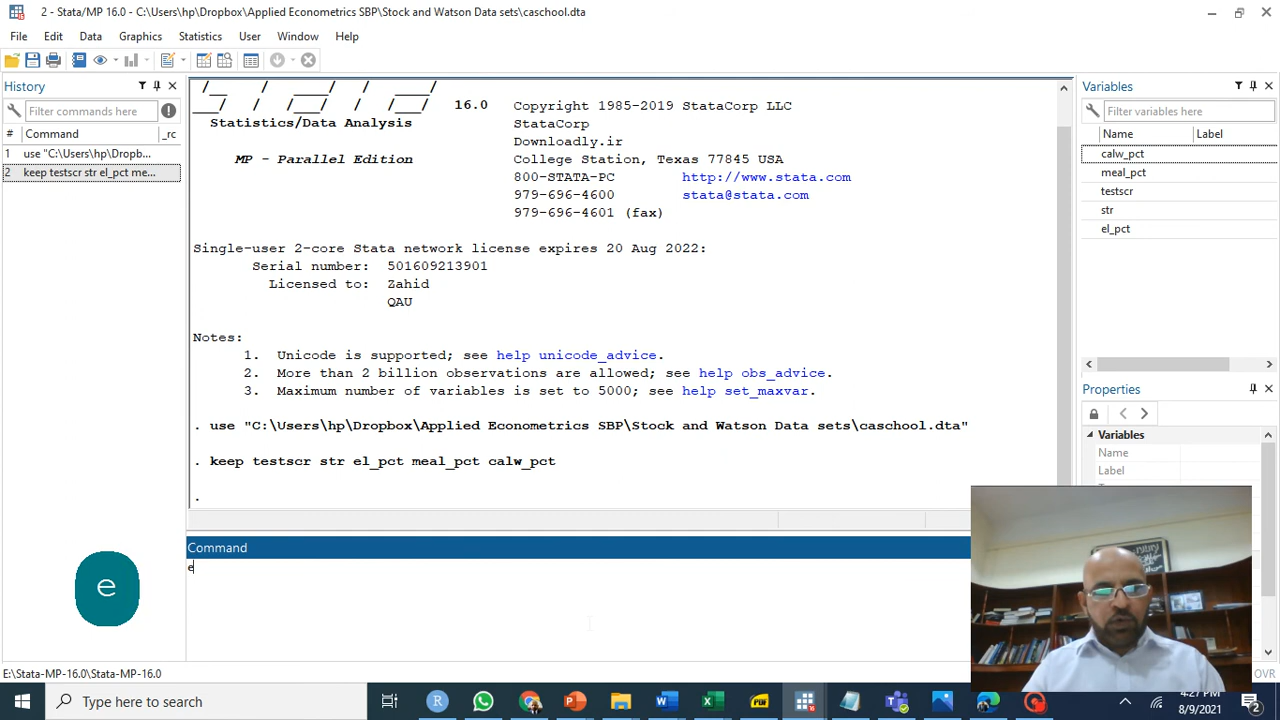 2 - Stata/MP 16.0 - C:\Users\hp\Dropbox\Applied Econometrics SBP\Stock and Watson Data sets\caschool.dta
File Edit Data Graphics Statistics User Window Help
History
Filter commands here
# Command _rc
1 use "C:\Users\hp\Dropb...
2 keep testscr str el_pct me...
16.0 Copyright 1985-2019 StataCorp LLC
Statistics/Data Analysis StataCorp
Downloadly.ir
MP - Parallel Edition College Station, Texas 77845 USA
800-STATA-PC http://www.stata.com
979-696-4600 stata@stata.com
979-696-4601 (fax)
Single-user 2-core Stata network license expires 20 Aug 2022:
Serial number: 501609213901
Licensed to: Zahid
QAU
Notes:
1. Unicode is supported; see help unicode_advice.
2. More than 2 billion observations are allowed; see help obs_advice.
3. Maximum number of variables is set to 5000; see help set_maxvar.
. use "C:\Users\hp\Dropbox\Applied Econometrics SBP\Stock and Watson Data sets\caschool.dta"
. keep testscr str el_pct meal_pct calw_pct
.
Command
e
e
Variables
Filter variables here
Name Label
calw_pct
meal_pct
testscr
str
el_pct
Properties
Variables
Name
Label
E:\Stata-MP-16.0\Stata-MP-16.0
OVR
Type here to search
4:27 PM
8/9/2021
2